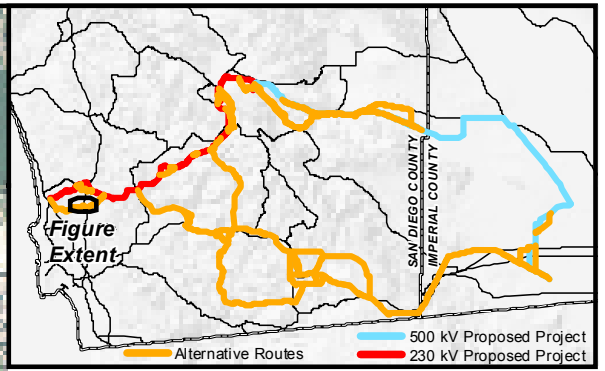 SAN DIEGO COUNTY
IMPERIAL COUNTY
Figure
Extent
500 kV Proposed Project
Alternative Routes
230 kV Proposed Project